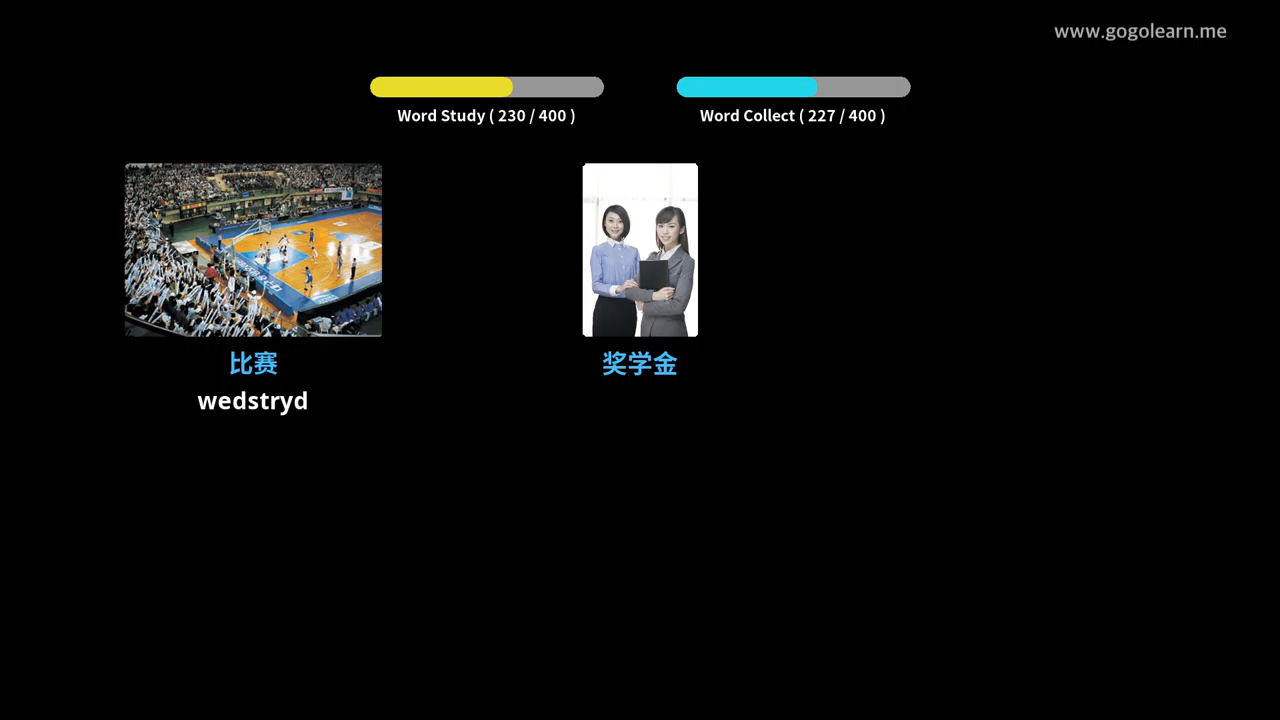 www.gogolearn.me
Word Study ( 230 / 400 )
Word Collect ( 227 / 400 )
比赛
奖学金
wedstryd